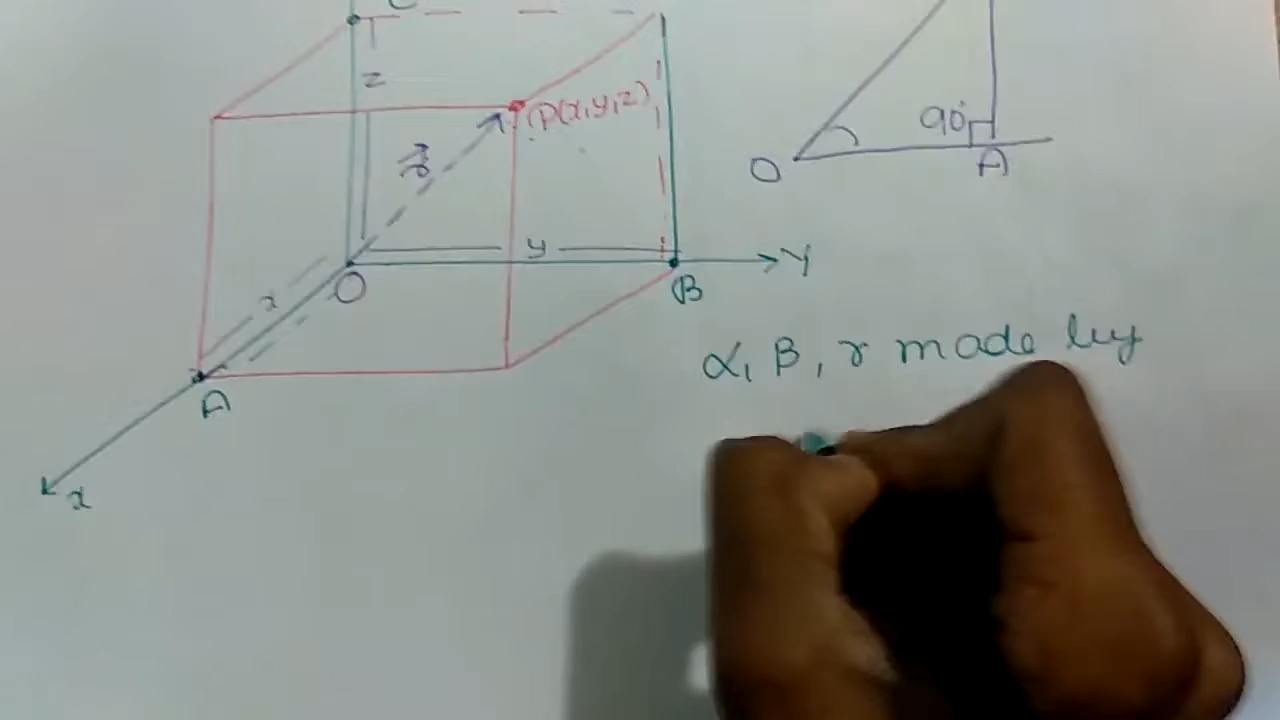 C
z
P(x,y,z)
r
90°
O
A
y
Y
x
O
B
α, β, γ made by
A
x